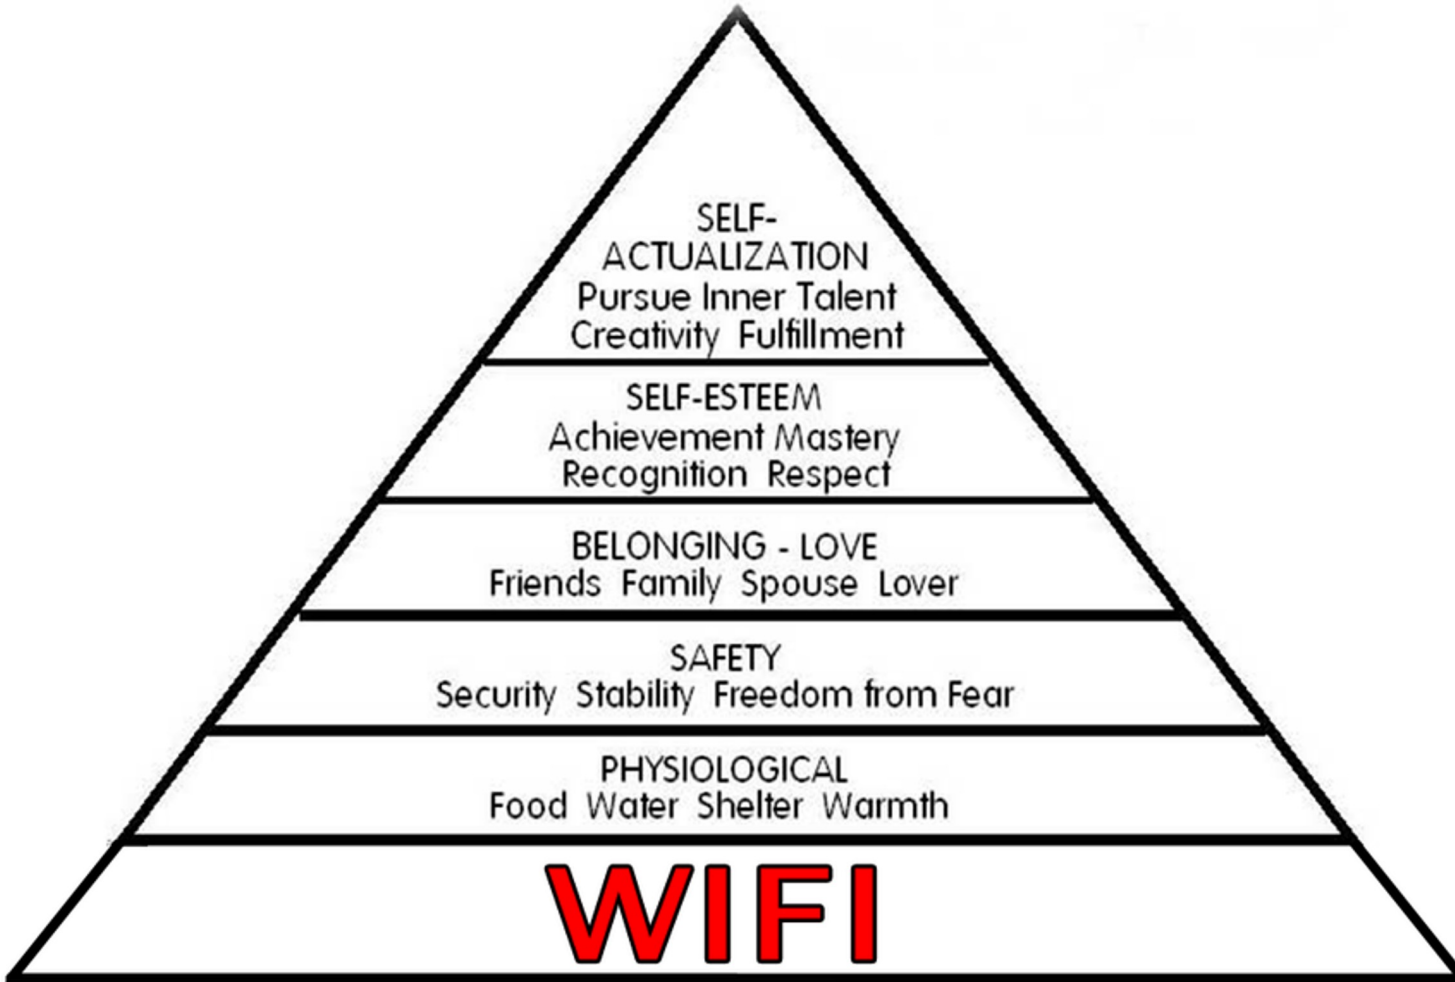 SELF-
ACTUALIZATION
Pursue Inner Talent
Creativity Fulfillment
SELF-ESTEEM
Achievement Mastery
Recognition Respect
BELONGING - LOVE
Friends Family Spouse Lover
SAFETY
Security Stability Freedom from Fear
PHYSIOLOGICAL
Food Water Shelter Warmth
WIFI